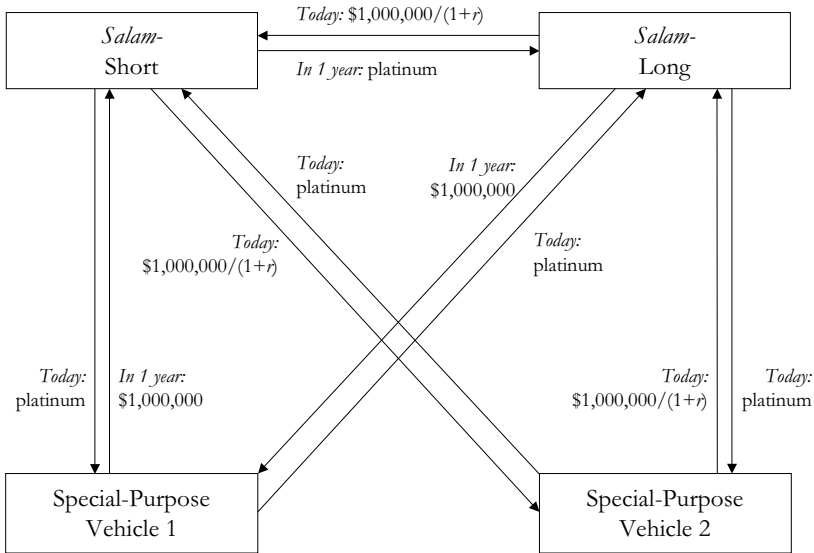 Today: $1,000,000/(1+r)
Salam-
Short
Salam-
Long
In 1 year: platinum
Today:
platinum
In 1 year:
$1,000,000
Today:
$1,000,000/(1+r)
Today:
platinum
Today:
platinum
In 1 year:
$1,000,000
Today:
$1,000,000/(1+r)
Today:
platinum
Special-Purpose
Vehicle 1
Special-Purpose
Vehicle 2